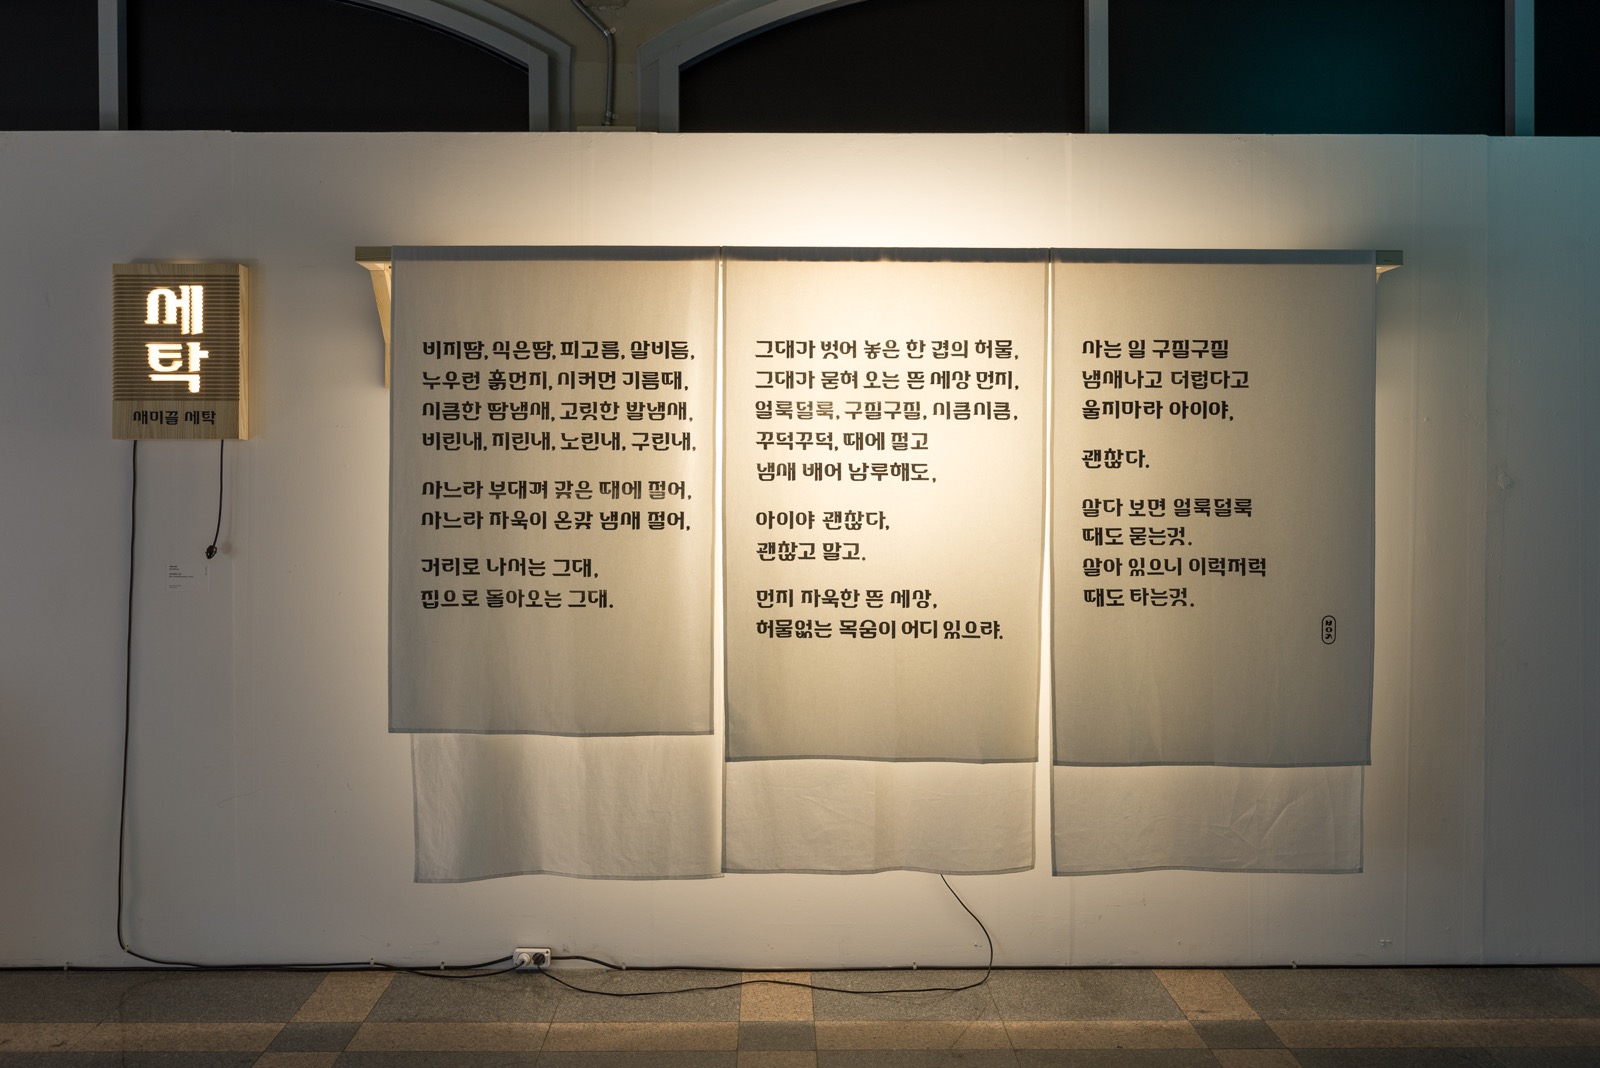 세
탁
새미끌 세탁
비지땀, 식은땀, 피고름, 살비듬,
누우런 흙먼지, 시커먼 기름때,
시큼한 땀냄새, 고릿한 발냄새,
비린내, 지린내, 노린내, 구린내,
사느라 부대껴 갖은 때에 절어,
사느라 자욱이 온갖 냄새 절어,
거리로 나서는 그대,
집으로 돌아오는 그대.
그대가 벗어 놓은 한 겹의 허물,
그대가 묻혀 오는 뜬 세상 먼지,
얼룩덜룩, 구질구질, 시큼시큼,
꾸덕꾸덕, 때에 절고
냄새 배어 남루해도,
아이야 괜찮다,
괜찮고 말고.
먼지 자욱한 뜬 세상,
허물없는 목숨이 어디 있으랴.
사는 일 구질구질
냄새나고 더럽다고
울지마라 아이야,
괜찮다.
살다 보면 얼룩덜룩
때도 묻는것.
살아 있으니 이럭저럭
때도 타는것.